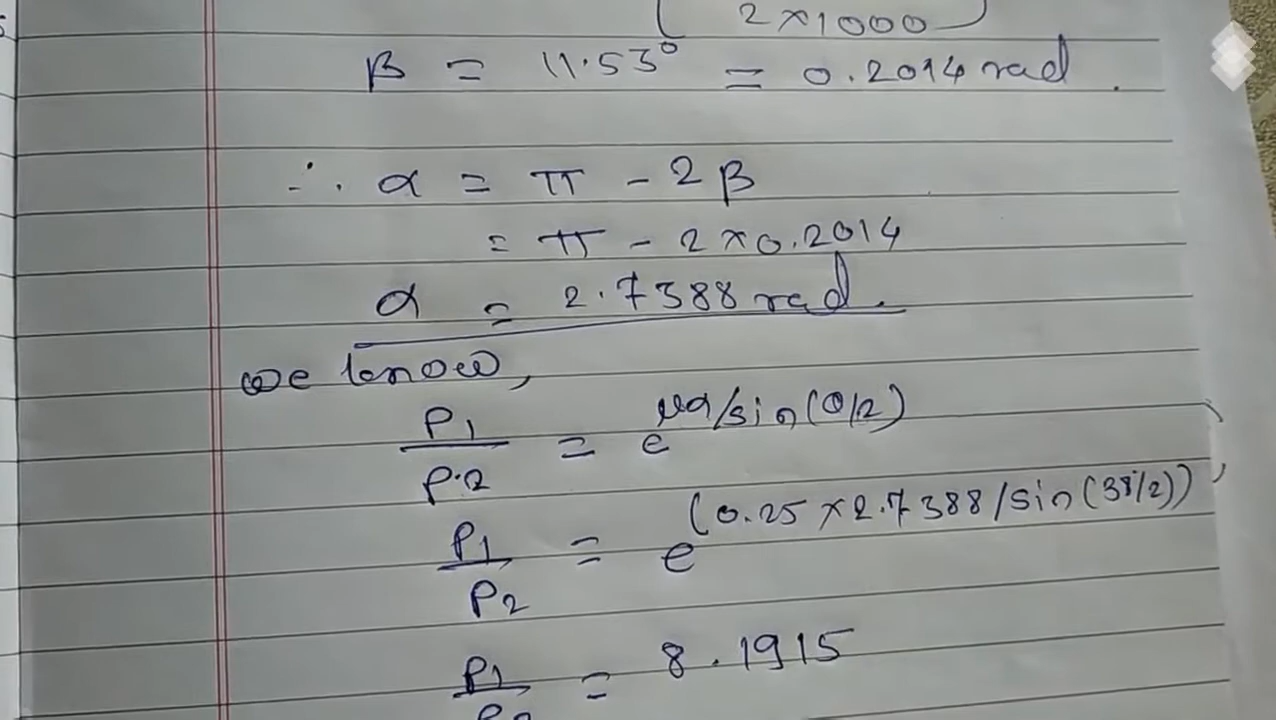 2×1000
β = 11.53° = 0.2014 rad.
∴ α = π - 2β
= π - 2×0.2014
α = 2.7388 rad.
we know,
P1/P2 = e^μα/sin(θ/2)
P1/P2 = e^(0.25×2.7388/sin(38/2))
P1/P2 = 8.1915